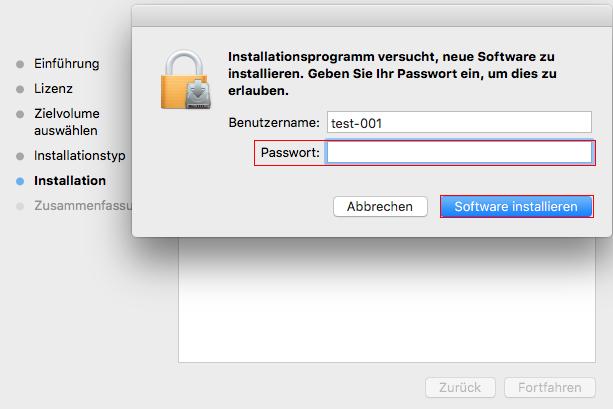 Installationsprogramm versucht, neue Software zu
installieren. Geben Sie Ihr Passwort ein, um dies zu
erlauben.
Benutzername: test-001
Passwort:
Abbrechen Software installieren
Einführung
Lizenz
Zielvolume
auswählen
Installationstyp
Installation
Zusammenfassu
Zurück Fortfahren